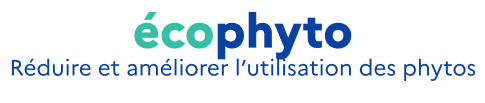 écophyto
Réduire et améliorer l'utilisation des phytos